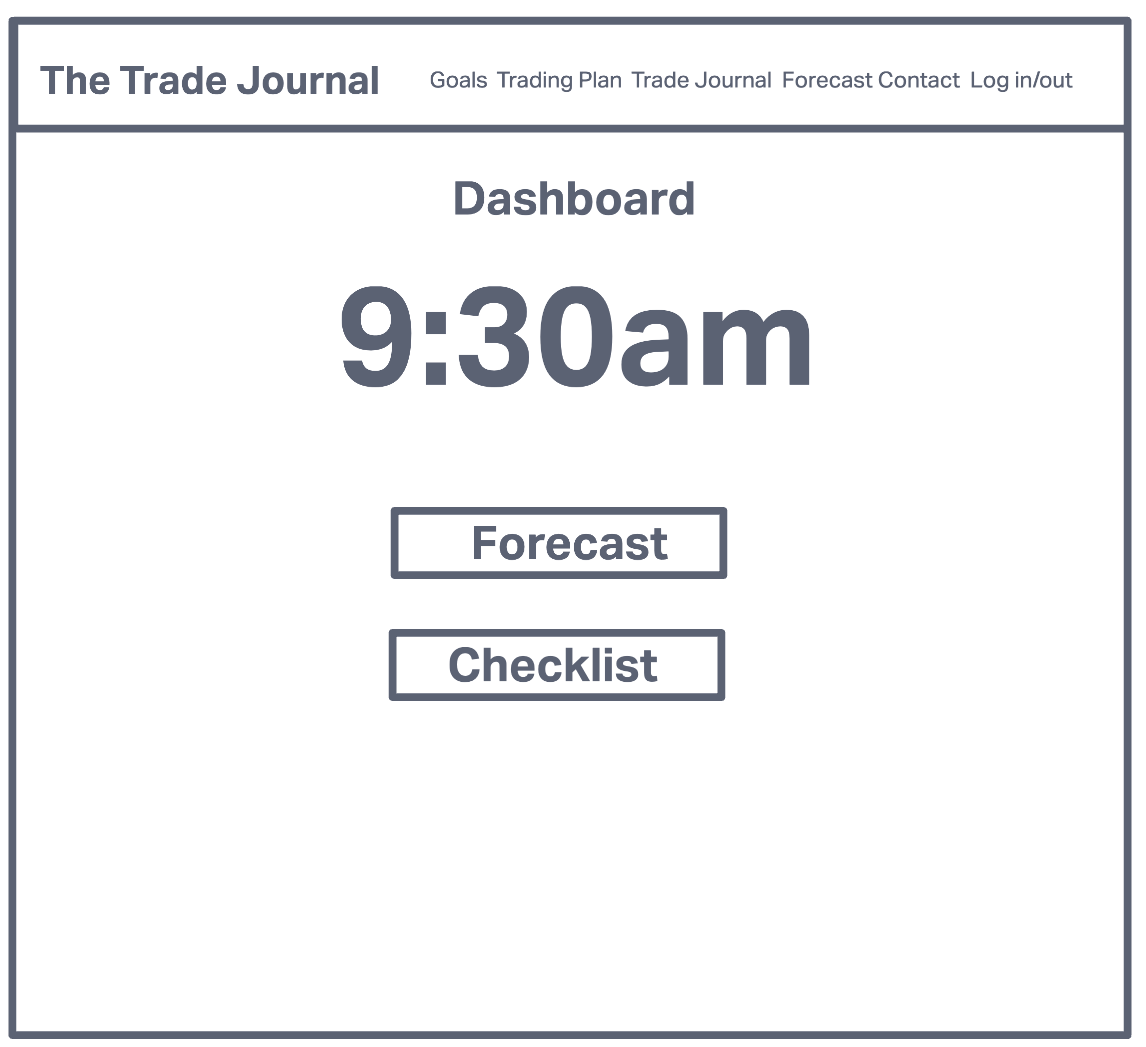 The Trade Journal Goals Trading Plan Trade Journal Forecast Contact Log in/out
Dashboard
9:30am
Forecast
Checklist